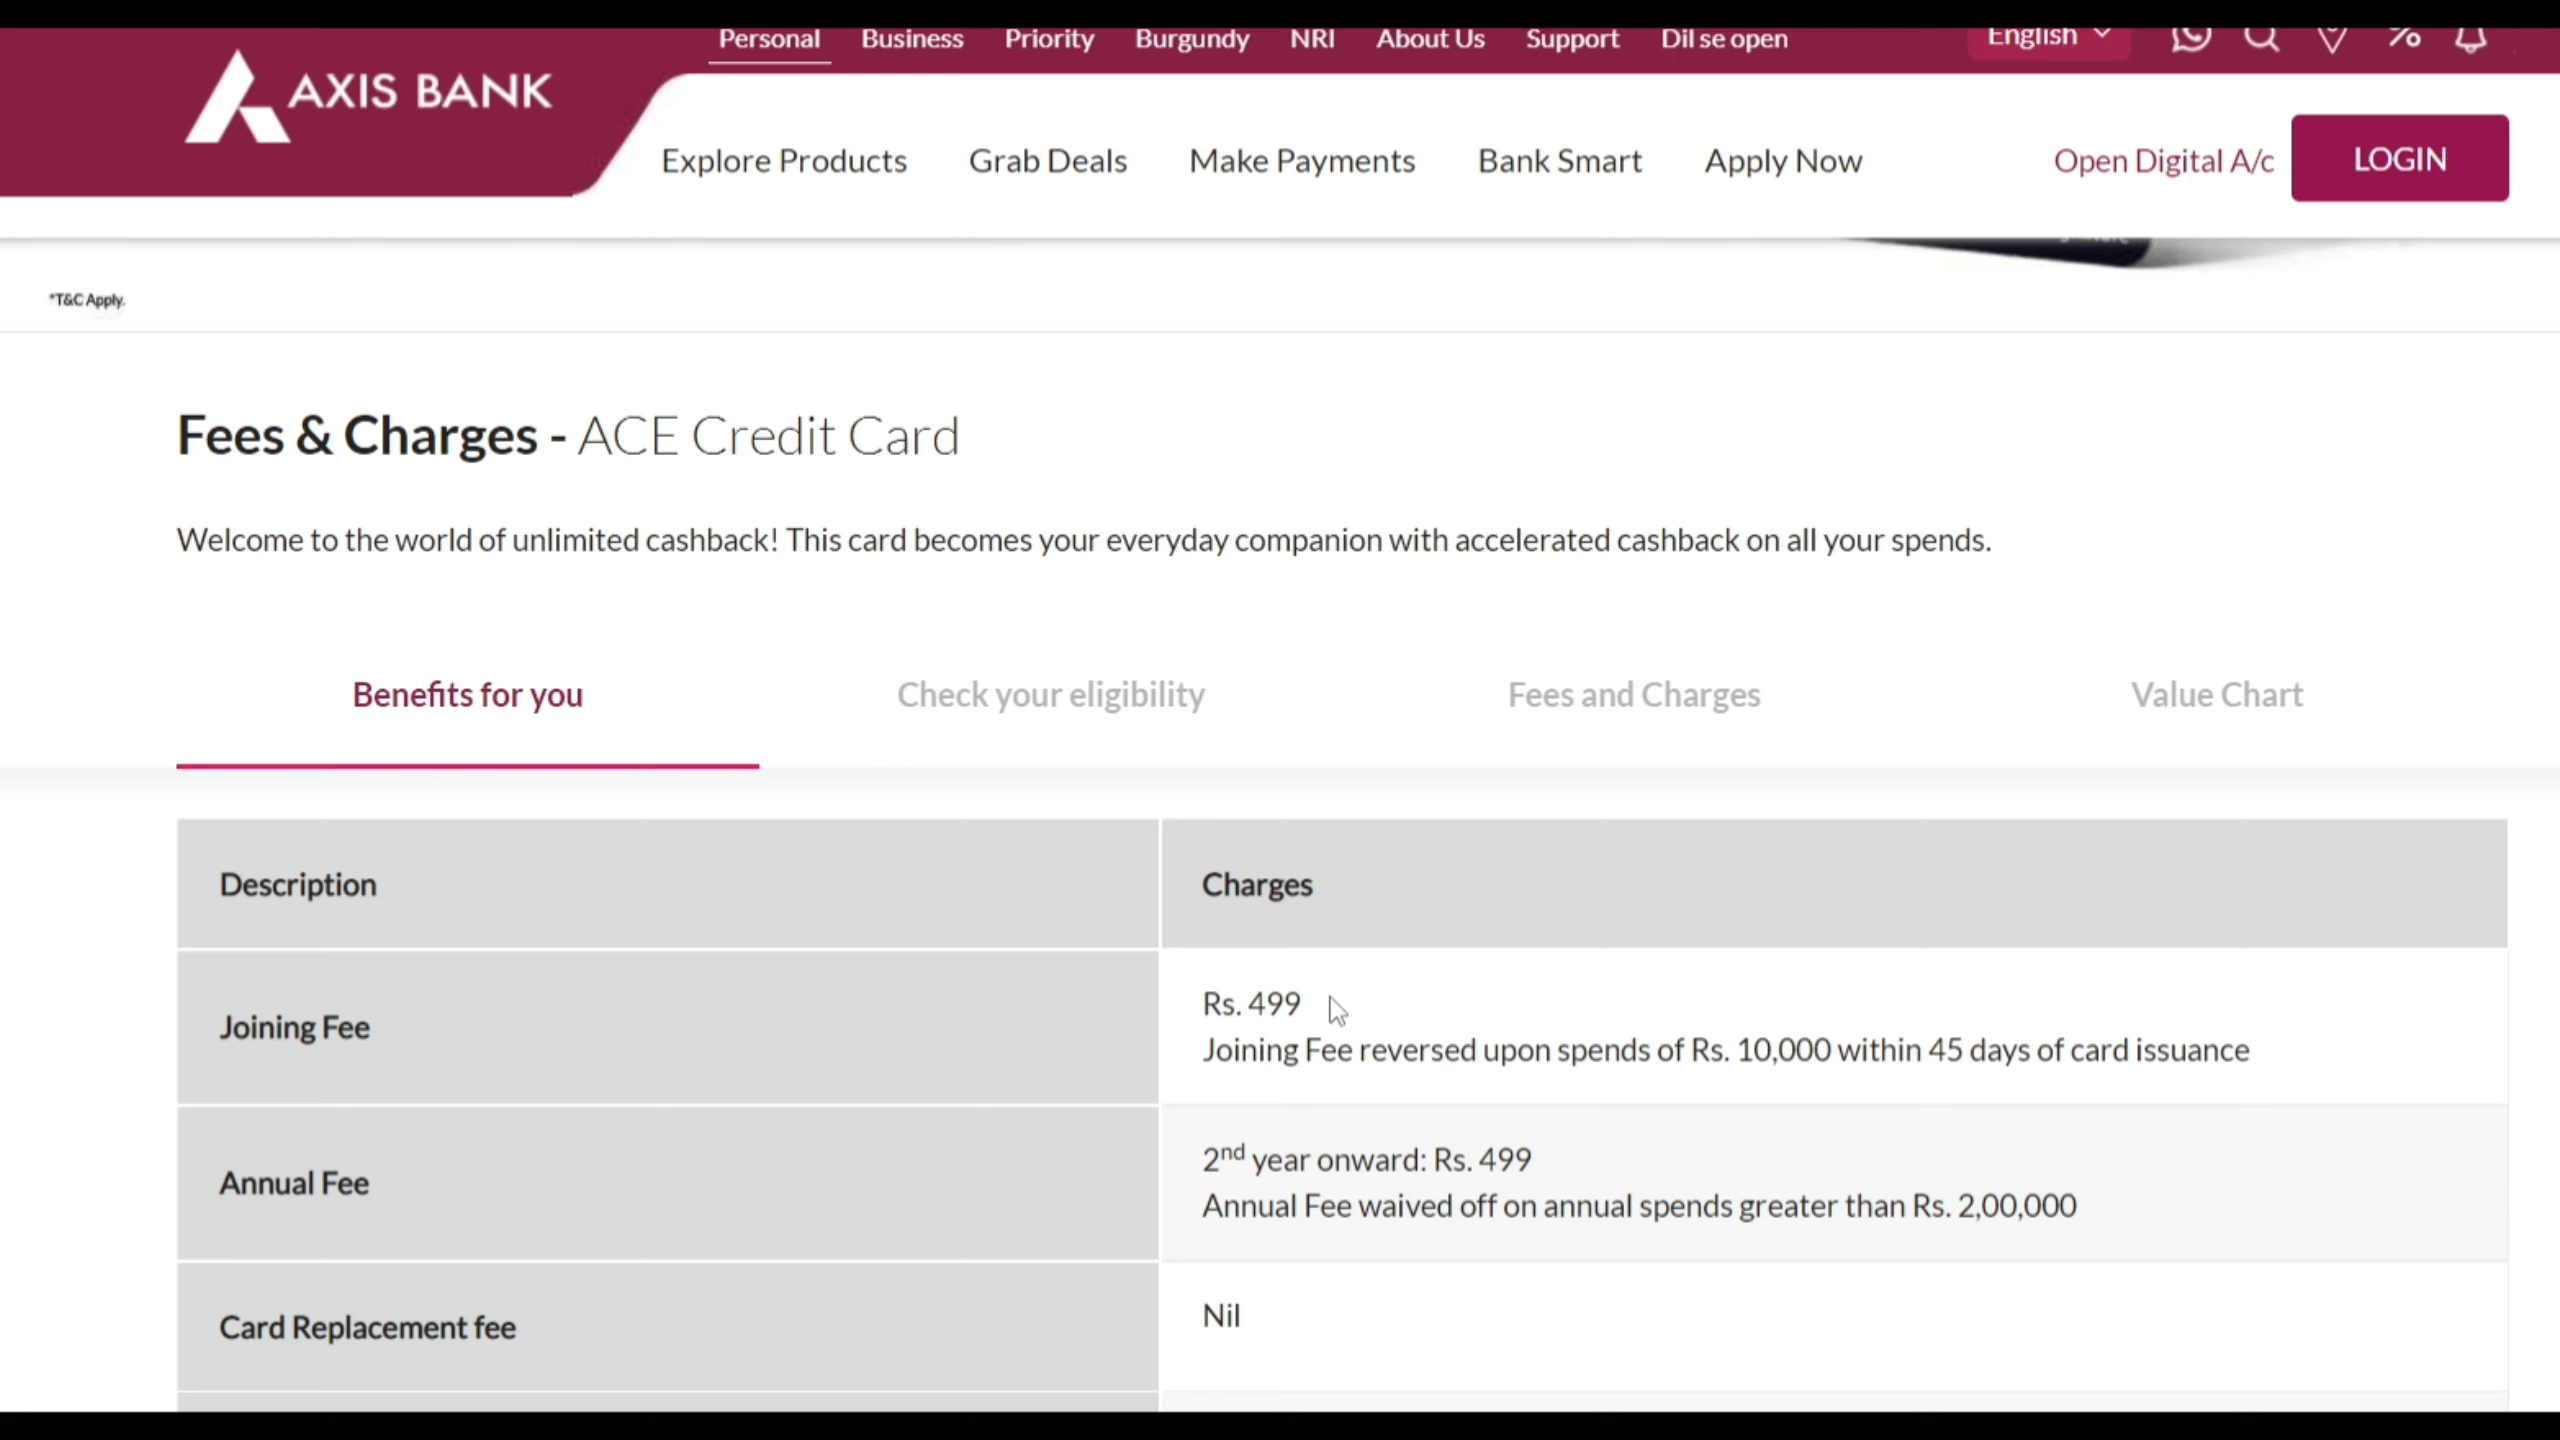 Personal Business Priority Burgundy NRI About Us Support Dil se open English
AXIS BANK
Explore Products Grab Deals Make Payments Bank Smart Apply Now Open Digital A/c LOGIN
*T&C Apply.
Fees & Charges - ACE Credit Card
Welcome to the world of unlimited cashback! This card becomes your everyday companion with accelerated cashback on all your spends.
Benefits for you Check your eligibility Fees and Charges Value Chart
Description Charges
Joining Fee
Rs. 499
Joining Fee reversed upon spends of Rs. 10,000 within 45 days of card issuance
Annual Fee
2nd year onward: Rs. 499
Annual Fee waived off on annual spends greater than Rs. 2,00,000
Card Replacement fee
Nil